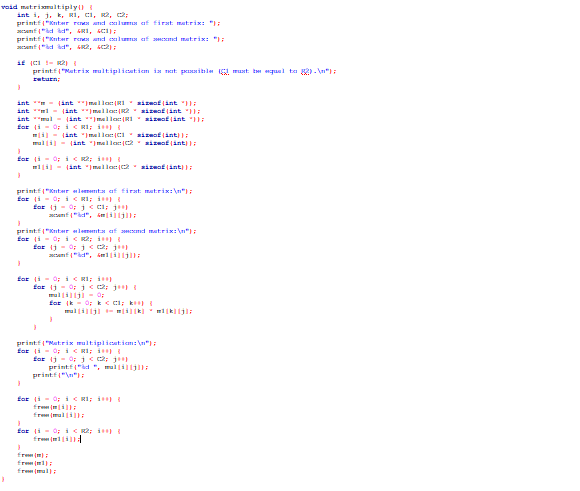 void matrixmultiply() {
    int i, j, k, R1, C1, R2, C2;
    printf("Enter rows and columns of first matrix: ");
    scanf("%d %d", &R1, &C1);
    printf("Enter rows and columns of second matrix: ");
    scanf("%d %d", &R2, &C2);
    if (C1 != R2) {
        printf("Matrix multiplication is not possible (C1 must be equal to R2).\n");
        return;
    }
    int **m = (int **)malloc(R1 * sizeof(int *));
    int **m1 = (int **)malloc(R2 * sizeof(int *));
    int **mul = (int **)malloc(R1 * sizeof(int *));
    for (i = 0; i < R1; i++) {
        m[i] = (int *)malloc(C1 * sizeof(int));
        mul[i] = (int *)malloc(C2 * sizeof(int));
    }
    for (i = 0; i < R2; i++) {
        m1[i] = (int *)malloc(C2 * sizeof(int));
    }
    printf("Enter elements of first matrix:\n");
    for (i = 0; i < R1; i++) {
        for (j = 0; j < C1; j++)
            scanf("%d", &m[i][j]);
    }
    printf("Enter elements of second matrix:\n");
    for (i = 0; i < R2; i++) {
        for (j = 0; j < C2; j++)
            scanf("%d", &m1[i][j]);
    }
    for (i = 0; i < R1; i++) {
        for (j = 0; j < C2; j++) {
            mul[i][j] = 0;
            for (k = 0; k < C1; k++) {
                mul[i][j] += m[i][k] * m1[k][j];
            }
        }
    printf("Matrix multiplication:\n");
    for (i = 0; i < R1; i++) {
        for (j = 0; j < C2; j++)
            printf("%d ", mul[i][j]);
        printf("\n");
    }
    for (i = 0; i < R1; i++) {
        free(m[i]);
        free(mul[i]);
    }
    for (i = 0; i < R2; i++) {
        free(m1[i]);
    }
    free(m);
    free(m1);
    free(mul);
}